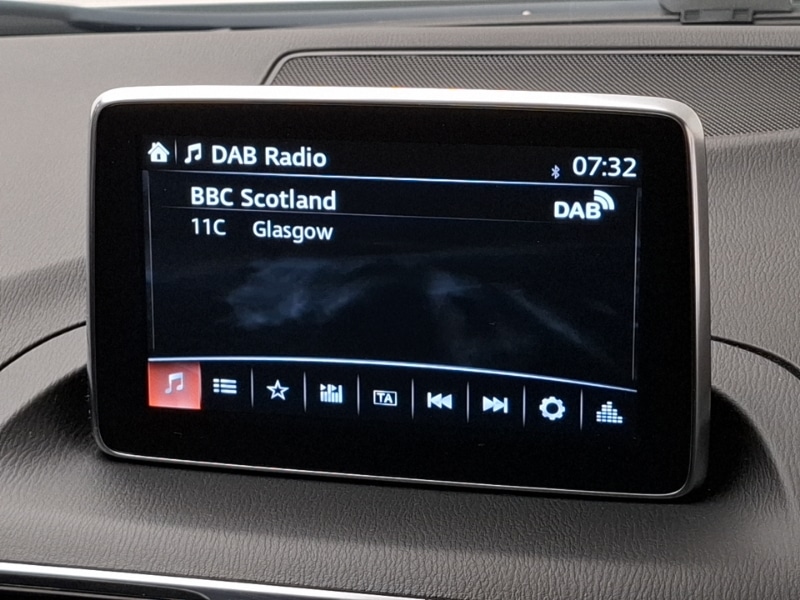 DAB Radio 07:32
BBC Scotland DAB
11C Glasgow
TA